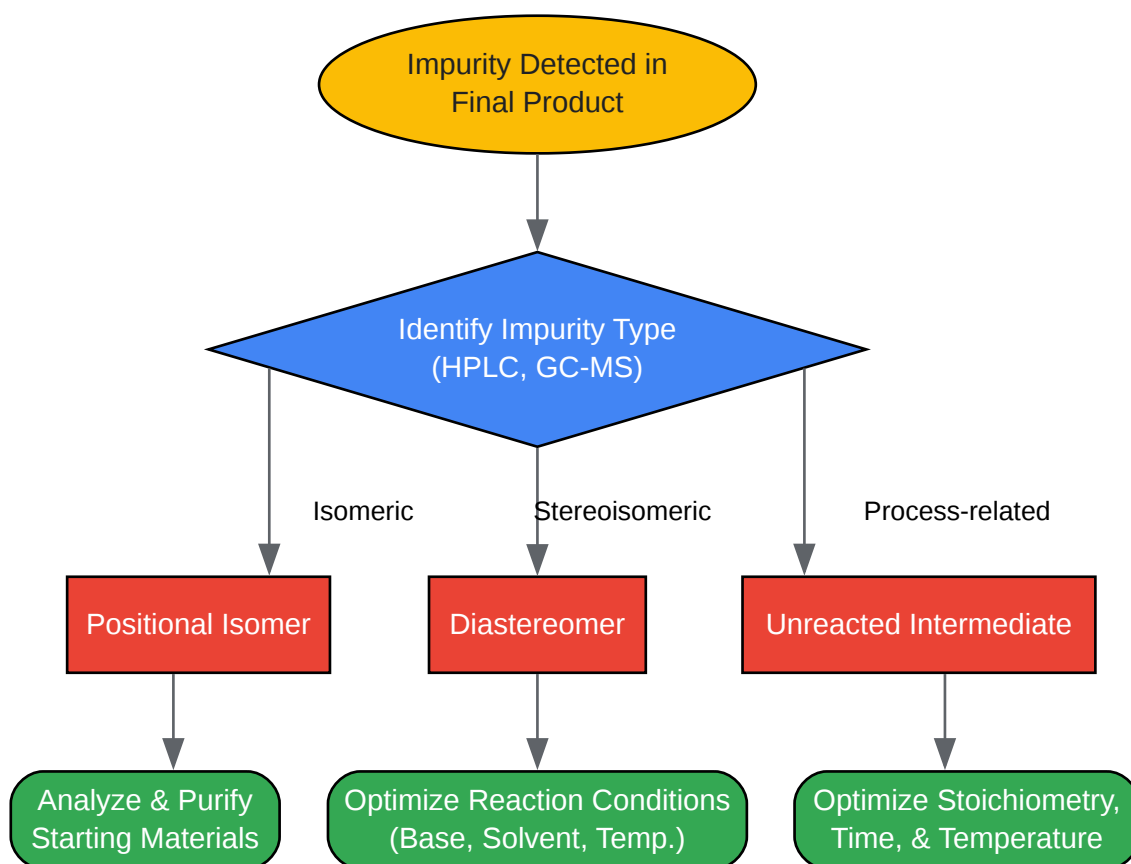 Impurity Detected in
Final Product
Identify Impurity Type
(HPLC, GC-MS)
Isomeric
Stereoisomeric
Process-related
Positional Isomer
Diastereomer
Unreacted Intermediate
Analyze & Purify
Starting Materials
Optimize Reaction Conditions
(Base, Solvent, Temp.)
Optimize Stoichiometry,
Time, & Temperature